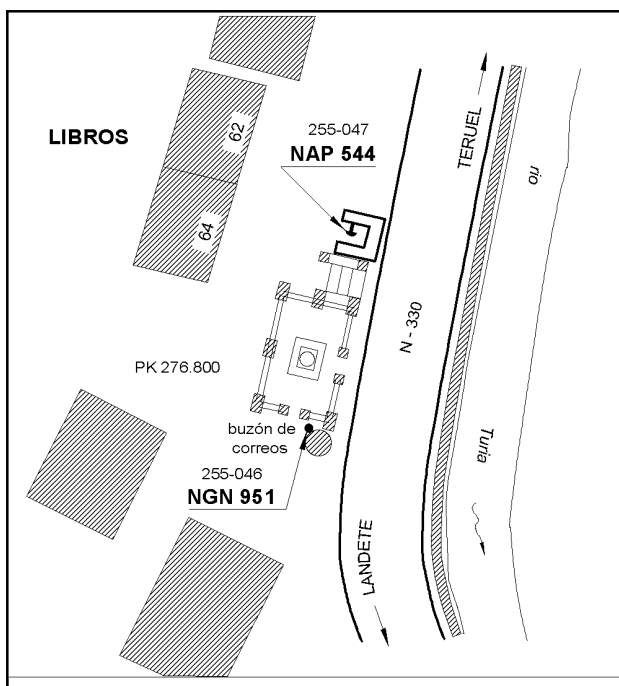 LIBROS
62
64
255-047
NAP 544
TERUEL
río
N - 330
PK 276.800
buzón de
correos
255-046
NGN 951
Turia
LANDETE